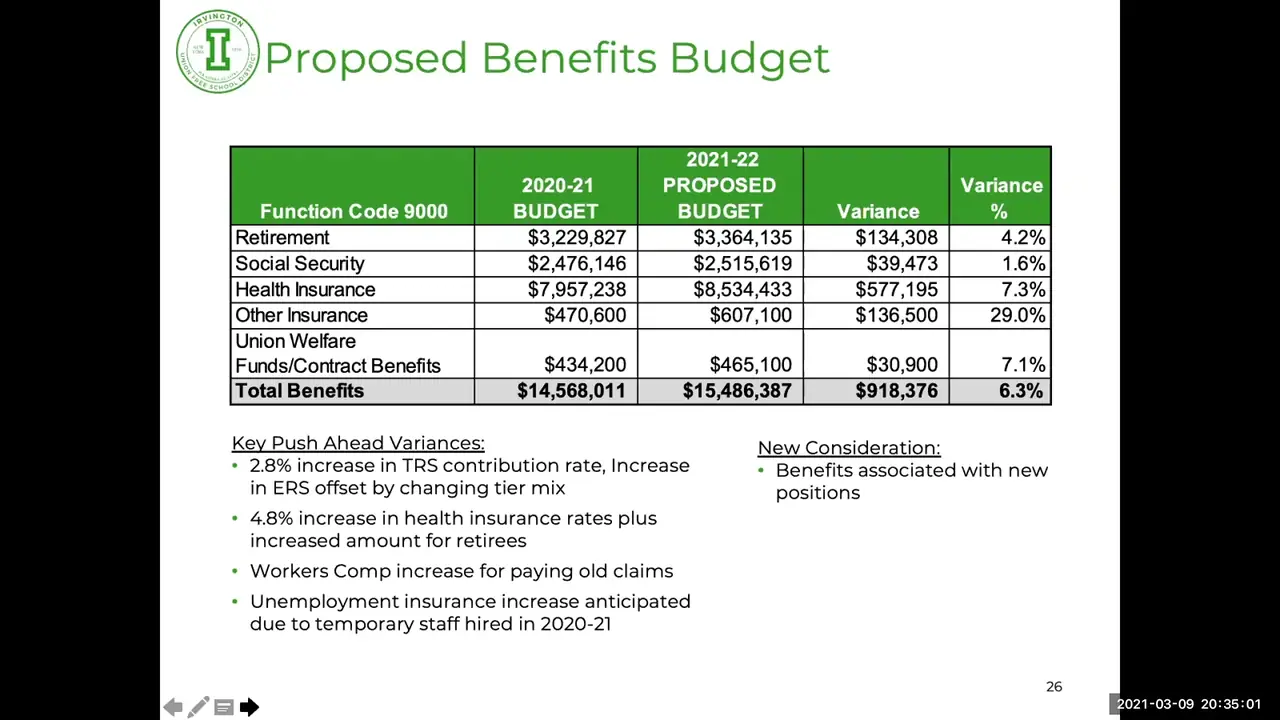 IRVINGTON
UNION FREE SCHOOL DISTRICT
Proposed Benefits Budget
Function Code 9000 2020-21 BUDGET 2021-22 PROPOSED BUDGET Variance Variance %
Retirement $3,229,827 $3,364,135 $134,308 4.2%
Social Security $2,476,146 $2,515,619 $39,473 1.6%
Health Insurance $7,957,238 $8,534,433 $577,195 7.3%
Other Insurance $470,600 $607,100 $136,500 29.0%
Union Welfare
Funds/Contract Benefits $434,200 $465,100 $30,900 7.1%
Total Benefits $14,568,011 $15,486,387 $918,376 6.3%
Key Push Ahead Variances:
• 2.8% increase in TRS contribution rate, Increase
in ERS offset by changing tier mix
• 4.8% increase in health insurance rates plus
increased amount for retirees
• Workers Comp increase for paying old claims
• Unemployment insurance increase anticipated
due to temporary staff hired in 2020-21
New Consideration:
• Benefits associated with new
positions
26
2021-03-09 20:35:01